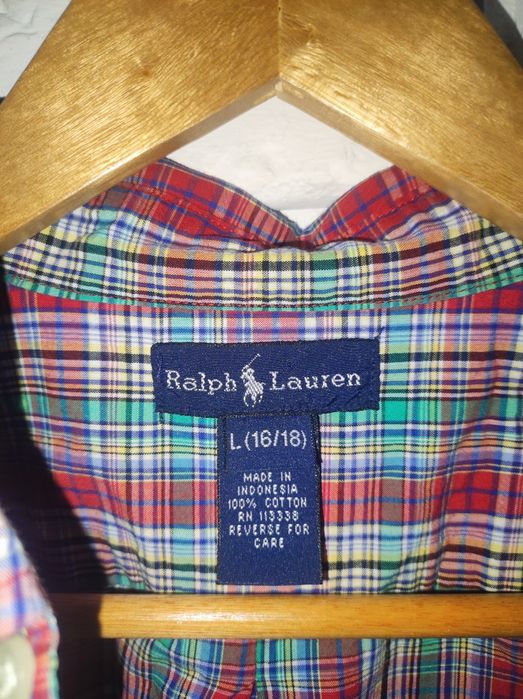 Ralph Lauren
L (16/18)
MADE IN
INDONESIA
100% COTTON
RN 113338
REVERSE FOR
CARE